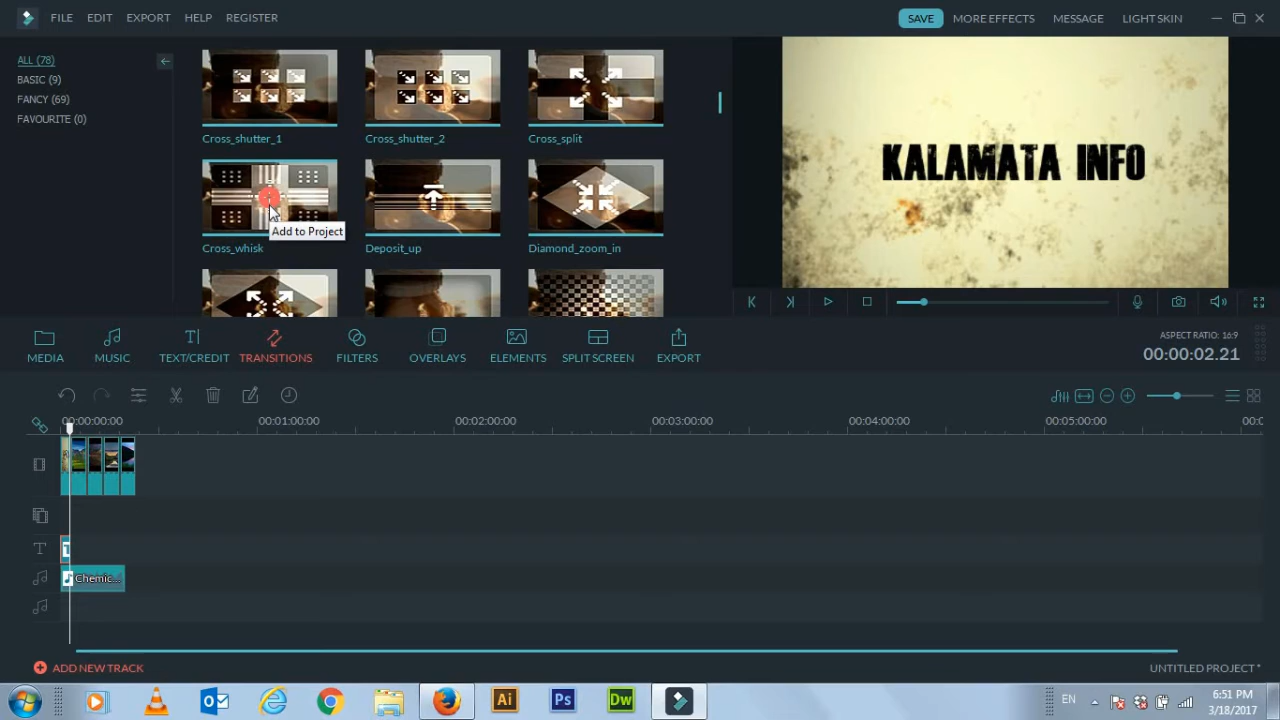 FILE EDIT EXPORT HELP REGISTER SAVE MORE EFFECTS MESSAGE LIGHT SKIN
ALL (78)
BASIC (9)
FANCY (69)
FAVOURITE (0)
Cross_shutter_1 Cross_shutter_2 Cross_split
Add to Project
Cross_whisk Deposit_up Diamond_zoom_in
KALAMATA INFO
MEDIA MUSIC TEXT/CREDIT TRANSITIONS FILTERS OVERLAYS ELEMENTS SPLIT SCREEN EXPORT
ASPECT RATIO: 16:9
00:00:02.21
00:00:00:00 00:01:00:00 00:02:00:00 00:03:00:00 00:04:00:00 00:05:00:00
T
Chemic...
ADD NEW TRACK UNTITLED PROJECT *
Ai Ps Dw EN 6:51 PM
3/18/2017